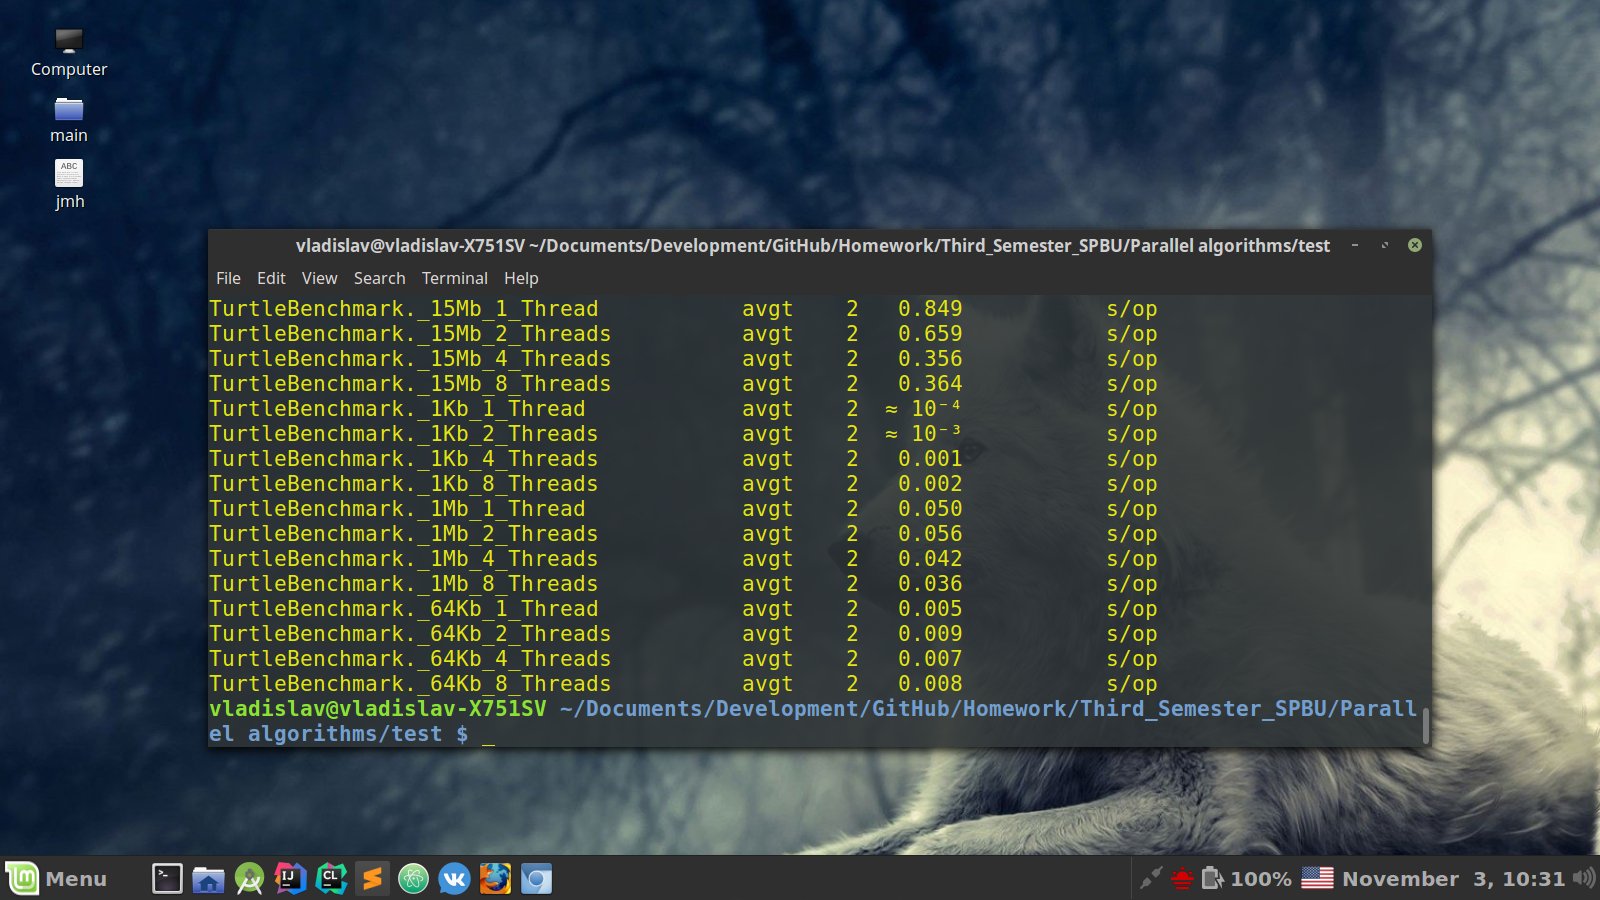 Computer
main
ABC
jmh
vladislav@vladislav-X751SV ~/Documents/Development/GitHub/Homework/Third_Semester_SPBU/Parallel algorithms/test
File Edit View Search Terminal Help
TurtleBenchmark._15Mb_1_Thread avgt 2 0.849 s/op
TurtleBenchmark._15Mb_2_Threads avgt 2 0.659 s/op
TurtleBenchmark._15Mb_4_Threads avgt 2 0.356 s/op
TurtleBenchmark._15Mb_8_Threads avgt 2 0.364 s/op
TurtleBenchmark._1Kb_1_Thread avgt 2 ≈ 10⁻⁴ s/op
TurtleBenchmark._1Kb_2_Threads avgt 2 ≈ 10⁻³ s/op
TurtleBenchmark._1Kb_4_Threads avgt 2 0.001 s/op
TurtleBenchmark._1Kb_8_Threads avgt 2 0.002 s/op
TurtleBenchmark._1Mb_1_Thread avgt 2 0.050 s/op
TurtleBenchmark._1Mb_2_Threads avgt 2 0.056 s/op
TurtleBenchmark._1Mb_4_Threads avgt 2 0.042 s/op
TurtleBenchmark._1Mb_8_Threads avgt 2 0.036 s/op
TurtleBenchmark._64Kb_1_Thread avgt 2 0.005 s/op
TurtleBenchmark._64Kb_2_Threads avgt 2 0.009 s/op
TurtleBenchmark._64Kb_4_Threads avgt 2 0.007 s/op
TurtleBenchmark._64Kb_8_Threads avgt 2 0.008 s/op
vladislav@vladislav-X751SV ~/Documents/Development/GitHub/Homework/Third_Semester_SPBU/Parall
el algorithms/test $ _
Menu IJ CL 100% November 3, 10:31